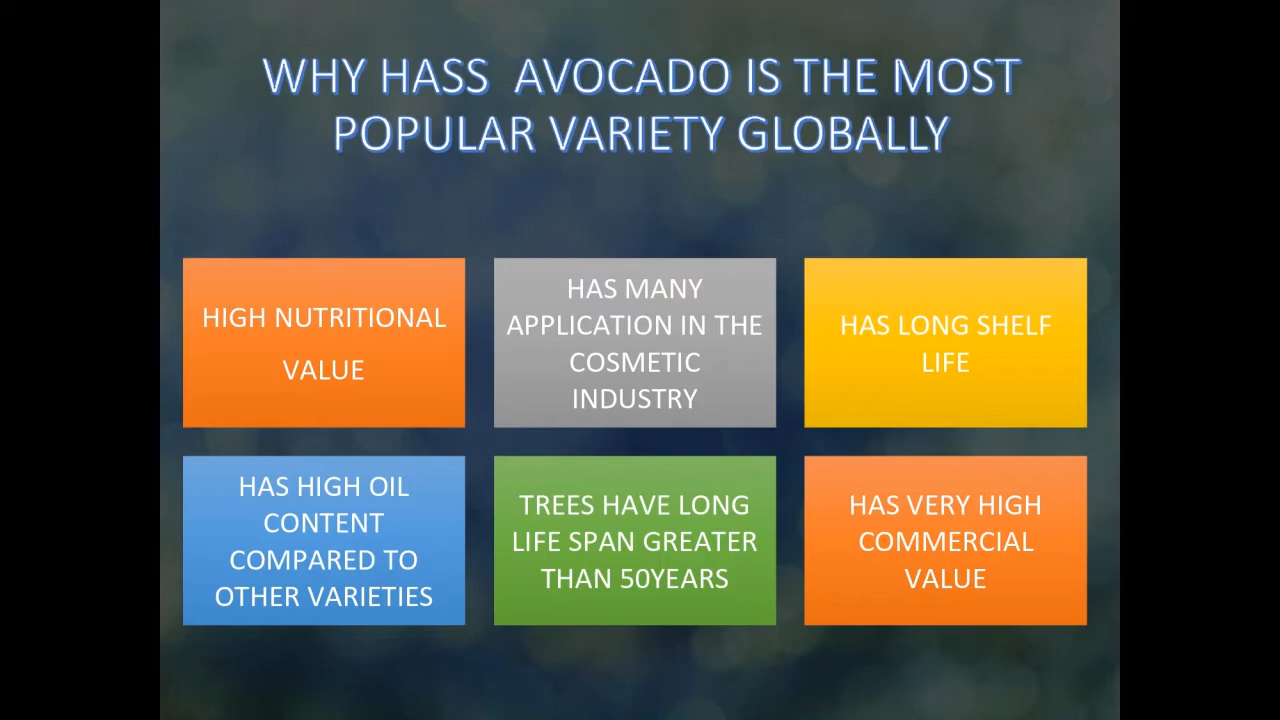 WHY HASS AVOCADO IS THE MOST
POPULAR VARIETY GLOBALLY
HIGH NUTRITIONAL
VALUE
HAS MANY
APPLICATION IN THE
COSMETIC
INDUSTRY
HAS LONG SHELF
LIFE
HAS HIGH OIL
CONTENT
COMPARED TO
OTHER VARIETIES
TREES HAVE LONG
LIFE SPAN GREATER
THAN 50YEARS
HAS VERY HIGH
COMMERCIAL
VALUE